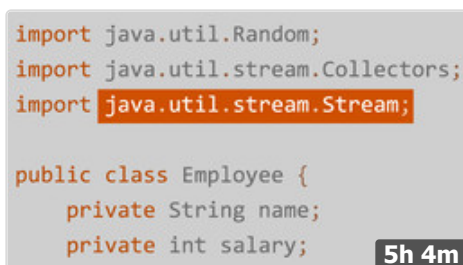 import java.util.Random;
import java.util.stream.Collectors;
import java.util.stream.Stream;
public class Employee {
private String name;
private int salary;
5h 4m